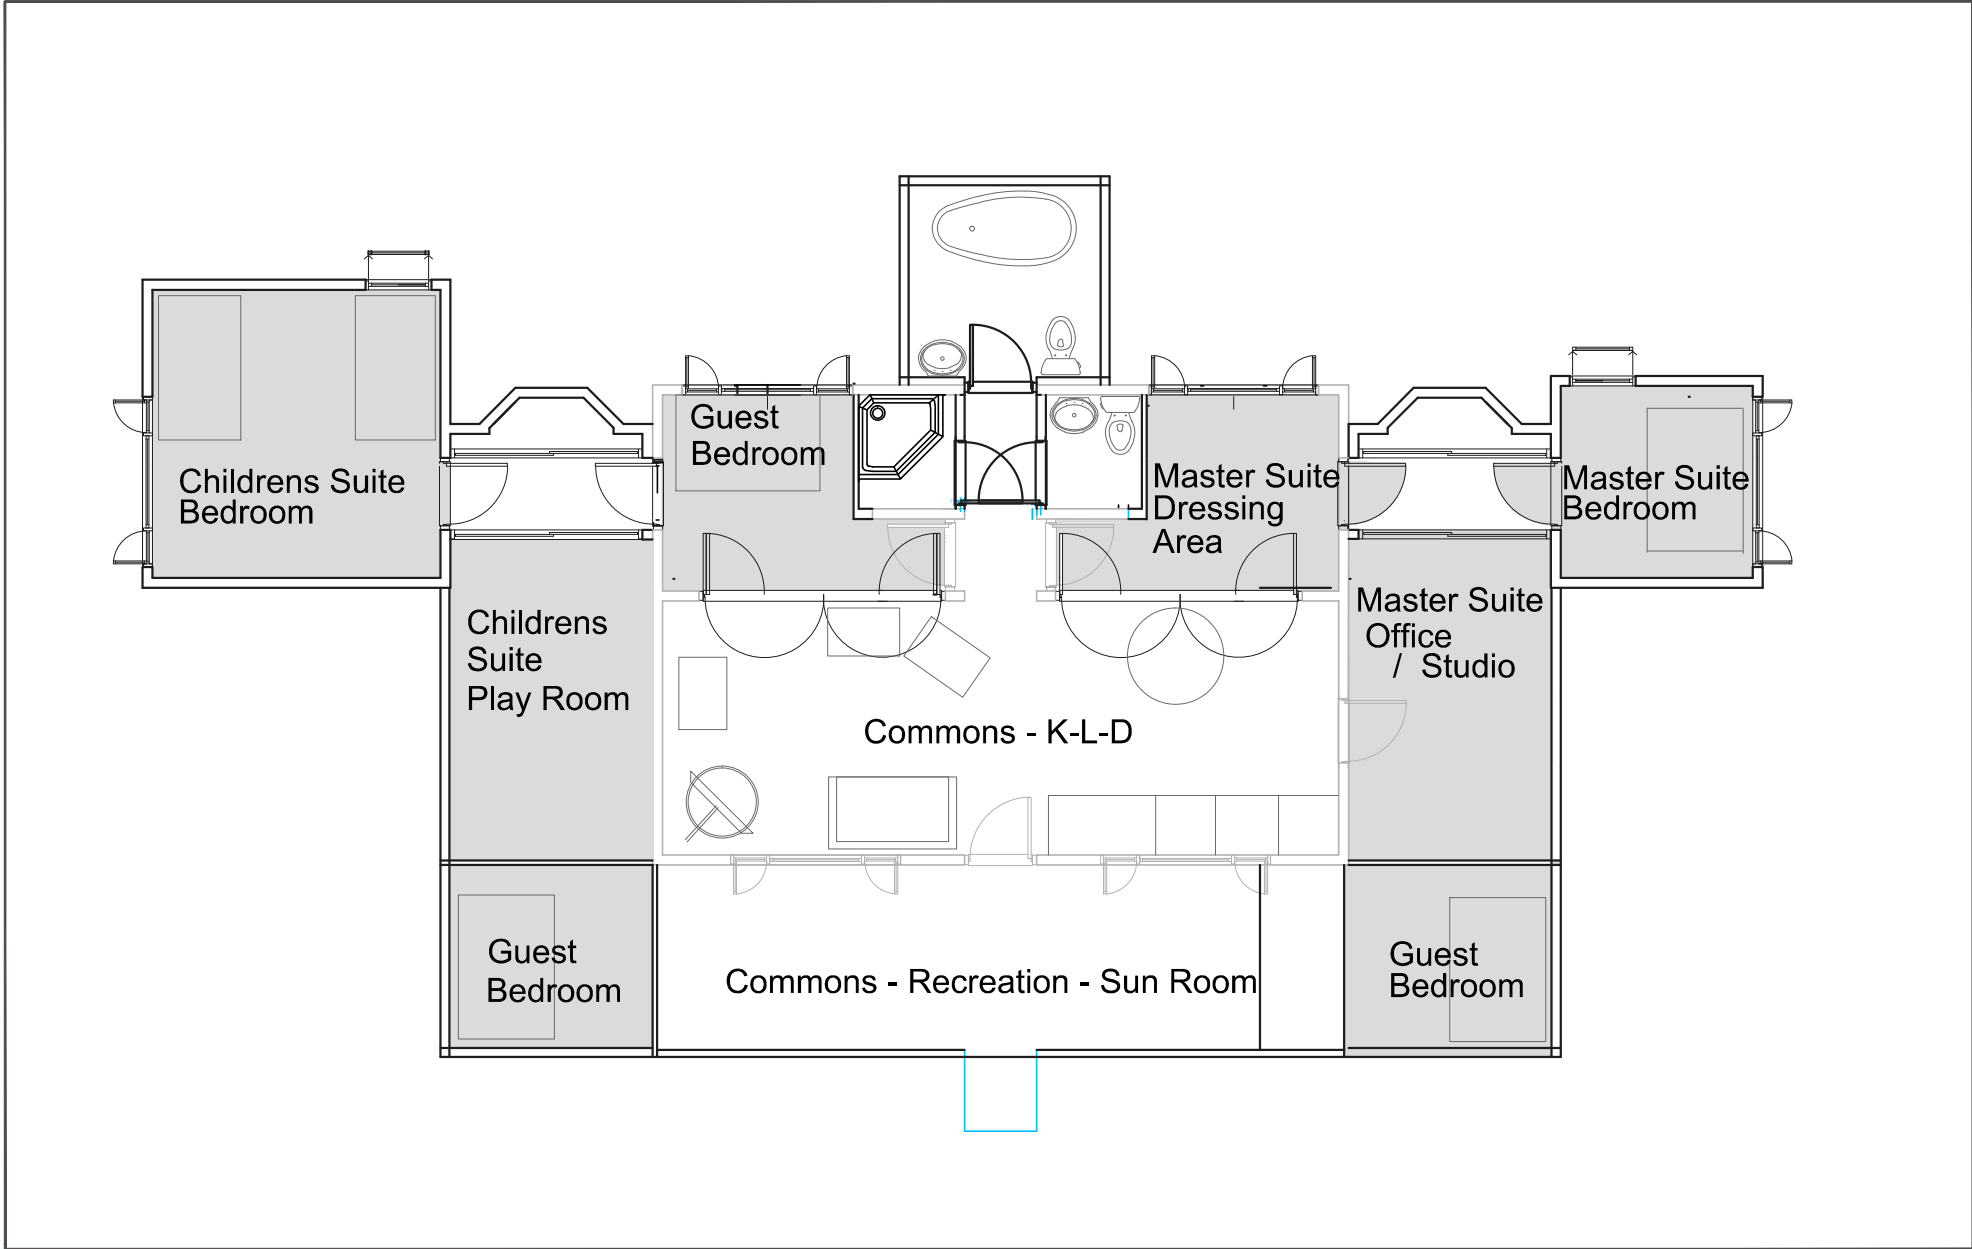 Guest
Bedroom
Childrens Suite
Bedroom
Master Suite
Dressing
Area
Master Suite
Bedroom
Childrens
Suite
Play Room
Master Suite
Office
/ Studio
Commons - K-L-D
Guest
Bedroom
Commons - Recreation - Sun Room
Guest
Bedroom